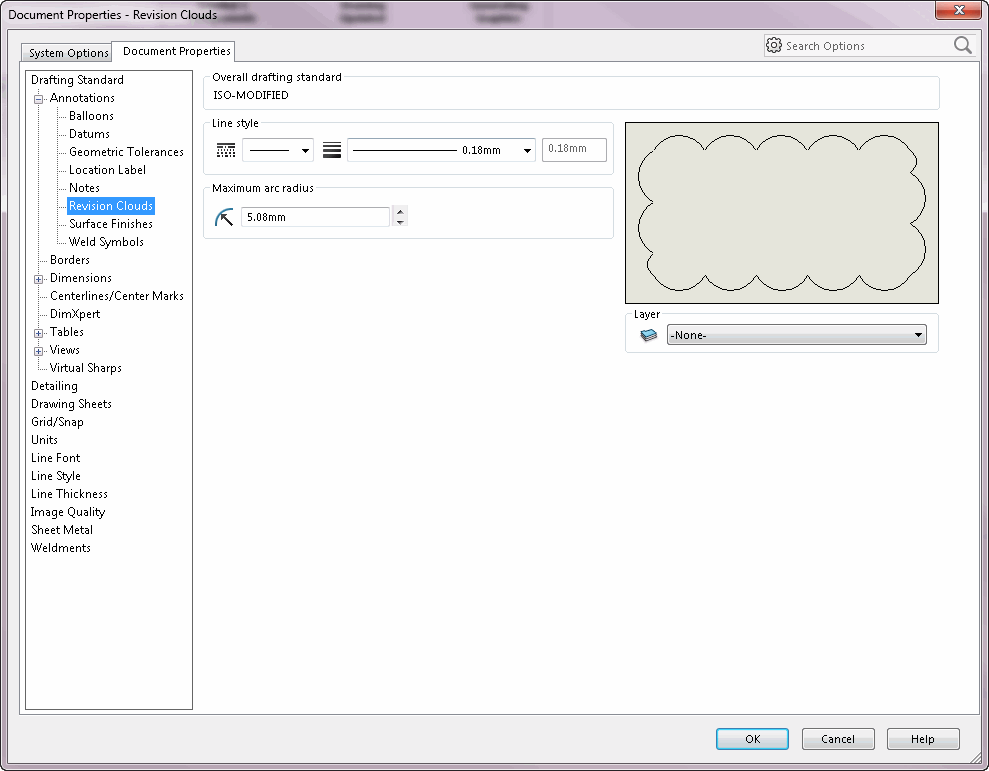 Document Properties - Revision Clouds
System Options
Document Properties
Search Options
Drafting Standard
Annotations
Balloons
Datums
Geometric Tolerances
Location Label
Notes
Revision Clouds
Surface Finishes
Weld Symbols
Borders
Dimensions
Centerlines/Center Marks
DimXpert
Tables
Views
Virtual Sharps
Detailing
Drawing Sheets
Grid/Snap
Units
Line Font
Line Style
Line Thickness
Image Quality
Sheet Metal
Weldments
Overall drafting standard
ISO-MODIFIED
Line style
0.18mm
0.18mm
Maximum arc radius
5.08mm
Layer
-None-
OK
Cancel
Help